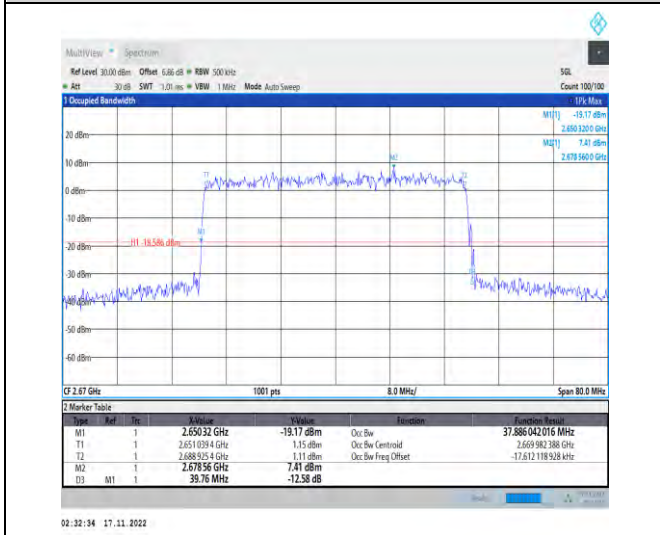 MultiView Spectrum
Ref Level 30.00 dBm Offset 6.86 dB RBW 500 kHz SGL
Att 30 dB SWT 1.01 ms VBW 1 MHz Mode Auto Sweep Count 100/100
1 Occupied Bandwidth 1Pk Max
M1[1] -19.17 dBm
2.650 320 0 GHz
M2[1] 7.41 dBm
2.678 560 0 GHz
20 dBm
10 dBm
0 dBm
-10 dBm
-20 dBm
-30 dBm
-40 dBm
-50 dBm
-60 dBm
M2
T1
T2
M1
H1 -18.586 dBm
CF 2.67 GHz 1001 pts 8.0 MHz/ Span 80.0 MHz
2 Marker Table
Type Ref Trc X-Value Y-Value Function Function Result
M1 1 2.650 32 GHz -19.17 dBm Occ Bw 37.886 042 016 MHz
T1 1 2.651 039 4 GHz 1.15 dBm Occ Bw Centroid 2.669 982 388 GHz
T2 1 2.688 925 4 GHz 1.11 dBm Occ Bw Freq Offset -17.612 118 928 kHz
M2 1 2.678 56 GHz 7.41 dBm
D3 M1 1 39.76 MHz -12.58 dB
02:32:34 17.11.2022